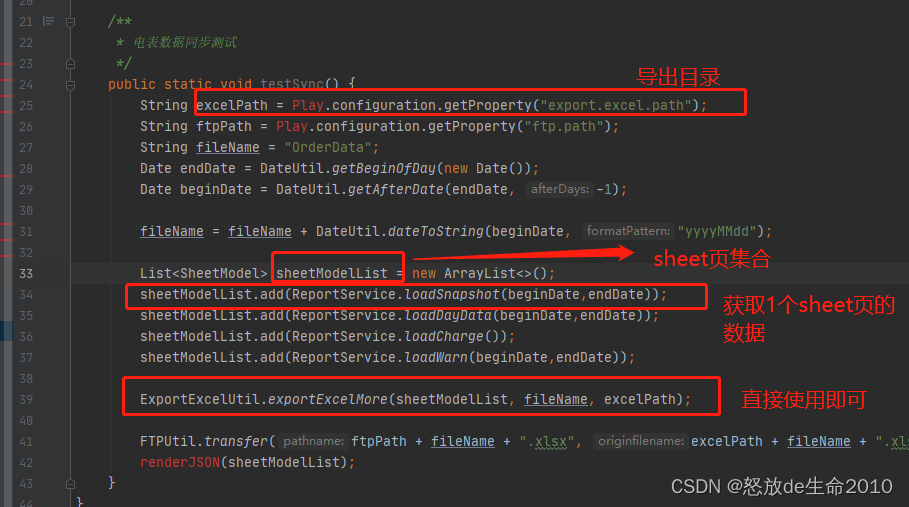 20
21 /**
22 * 电表数据同步测试
23 */
24 public static void testSync() {
导出目录
25 String excelPath = Play.configuration.getProperty("export.excel.path");
26 String ftpPath = Play.configuration.getProperty("ftp.path");
27 String fileName = "OrderData";
28 Date endDate = DateUtil.getBeginOfDay(new Date());
29 Date beginDate = DateUtil.getAfterDate(endDate, afterDays: -1);
30
31 fileName = fileName + DateUtil.dateToString(beginDate, formatPattern: "yyyyMMdd");
32
sheet页集合
33 List<SheetModel> sheetModelList = new ArrayList<>();
34 sheetModelList.add(ReportService.loadSnapshot(beginDate,endDate));
获取1个sheet页的
数据
35 sheetModelList.add(ReportService.loadDayData(beginDate,endDate));
36 sheetModelList.add(ReportService.loadCharge());
37 sheetModelList.add(ReportService.loadWarn(beginDate,endDate));
38
39 ExportExcelUtil.exportExcelMore(sheetModelList, fileName, excelPath);
直接使用即可
40
41 FTPUtil.transfer( pathname: ftpPath + fileName + ".xlsx", originfilename: excelPath + fileName + ".xls
42 renderJSON(sheetModelList);
43 }
44 }
CSDN @怒放de生命2010